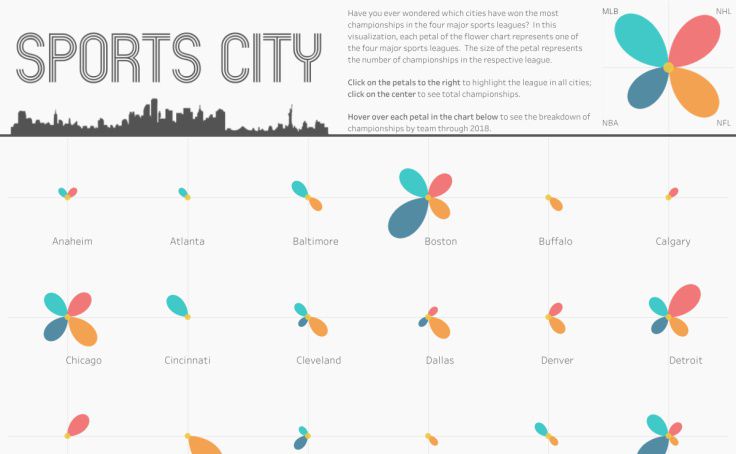 SPORTS CITY
Have you ever wondered which cities have won the most
championships in the four major sports leagues? In this
visualization, each petal of the flower chart represents one of
the four major sports leagues. The size of the petal represents
the number of championships in the respective league.
Click on the petals to the right to highlight the league in all cities;
click on the center to see total championships.
Hover over each petal in the chart below to see the breakdown of
championships by team through 2018.
MLB
NHL
NBA
NFL
Anaheim
Atlanta
Baltimore
Boston
Buffalo
Calgary
Chicago
Cincinnati
Cleveland
Dallas
Denver
Detroit